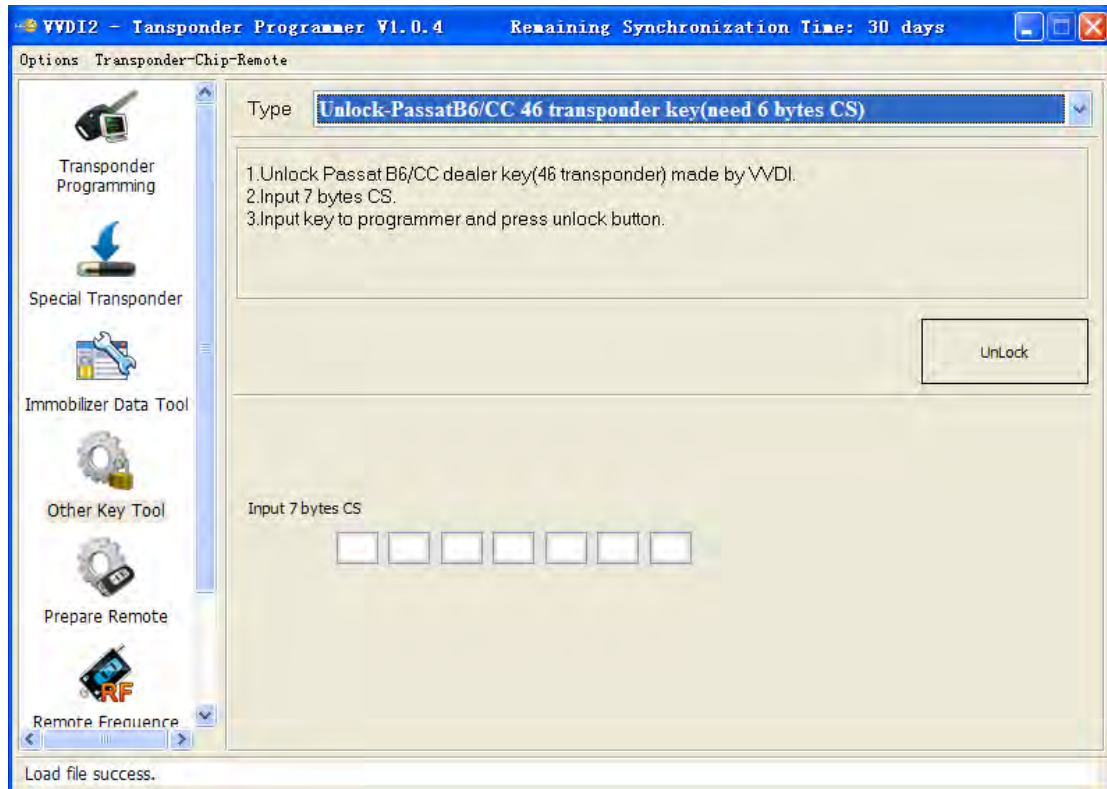 VVDI2 - Tansponder Programmer V1.0.4 Remaining Synchronization Time: 30 days
Options Transponder-Chip-Remote
Transponder
Programming
Special Transponder
Immobilizer Data Tool
Other Key Tool
Prepare Remote
RF
Remote Frequence
Type Unlock-PassatB6/CC 46 transponder key(need 6 bytes CS)
1.Unlock Passat B6/CC dealer key(46 transponder) made by VVDI.
2.Input 7 bytes CS.
3.Input key to programmer and press unlock button.
UnLock
Input 7 bytes CS
Load file success.